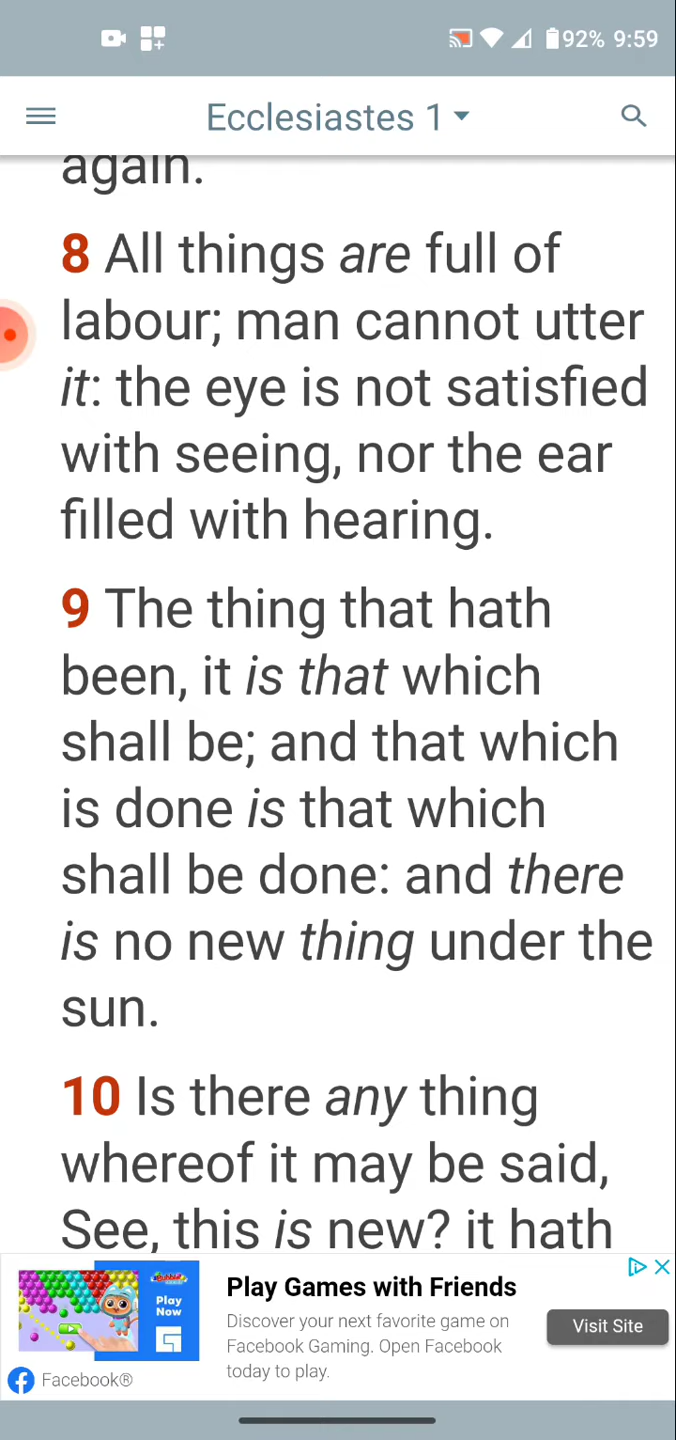 92% 9:59
Ecclesiastes 1
again.
8 All things are full of
labour; man cannot utter
it: the eye is not satisfied
with seeing, nor the ear
filled with hearing.
9 The thing that hath
been, it is that which
shall be; and that which
is done is that which
shall be done: and there
is no new thing under the
sun.
10 Is there any thing
whereof it may be said,
See, this is new? it hath
Play
Now
Play Games with Friends
Discover your next favorite game on
Facebook Gaming. Open Facebook
today to play.
Visit Site
Facebook®